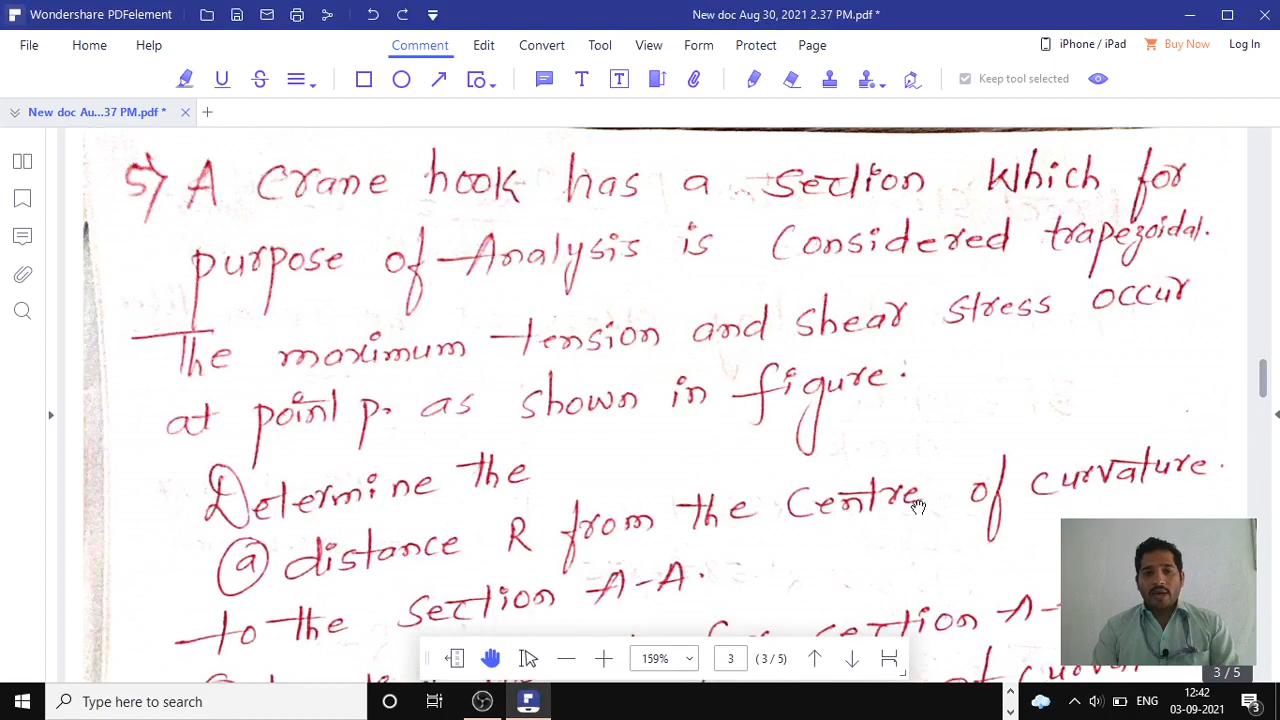 Wondershare PDFelement
New doc Aug 30, 2021 2.37 PM.pdf *
File Home Help Comment Edit Convert Tool View Form Protect Page iPhone / iPad Buy Now Log In
Keep tool selected
New doc Au...37 PM.pdf *
5) A Crane hook has a section which for
purpose of Analysis is Considered trapezoidal.
The maximum tension and shear stress occur
at point p. as shown in figure.
Determine the
(a) distance R from the Centre of curvature.
to the section A-A.
section A-
159% 3 (3 / 5)
3 / 5
Type here to search
ENG
12:42
03-09-2021
3